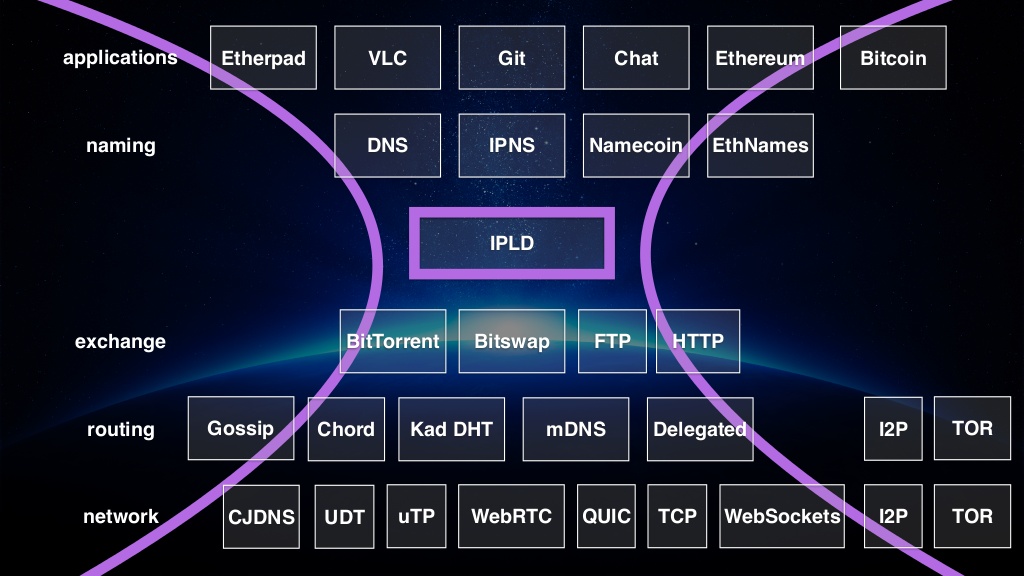 applications Etherpad VLC Git Chat Ethereum Bitcoin
naming DNS IPNS Namecoin EthNames
IPLD
exchange BitTorrent Bitswap FTP HTTP
routing Gossip Chord Kad DHT mDNS Delegated I2P TOR
network CJDNS UDT uTP WebRTC QUIC TCP WebSockets I2P TOR